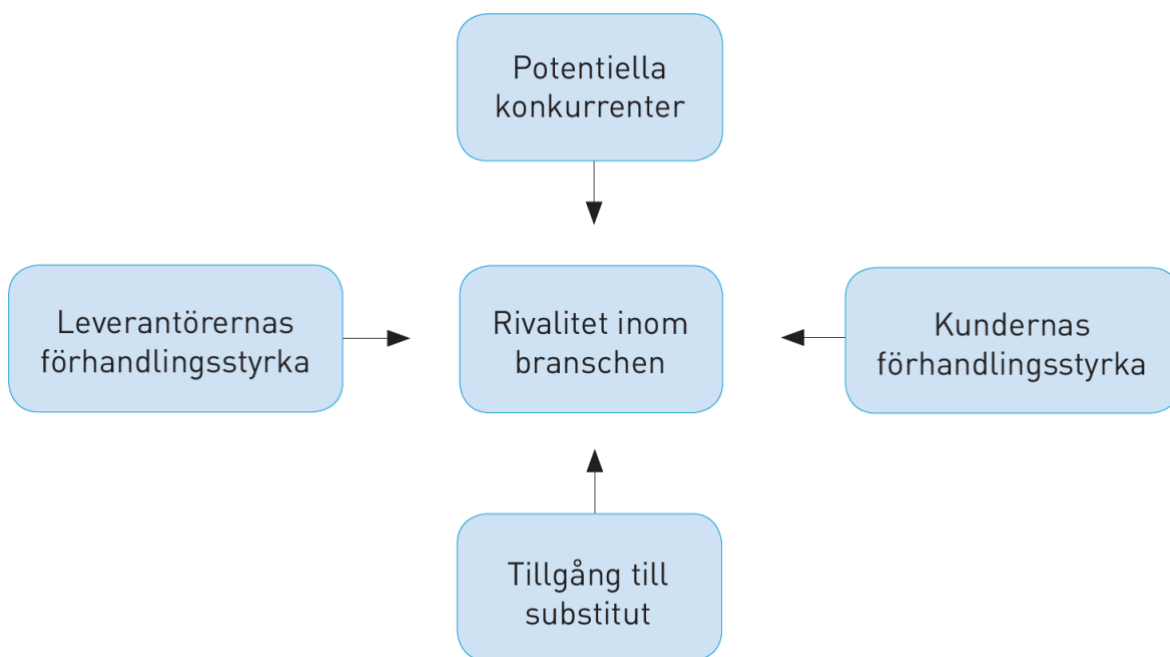 Potentiella
konkurrenter
Leverantörernas
förhandlingsstyrka
Rivalitet inom
branschen
Kundernas
förhandlingsstyrka
Tillgång till
substitut